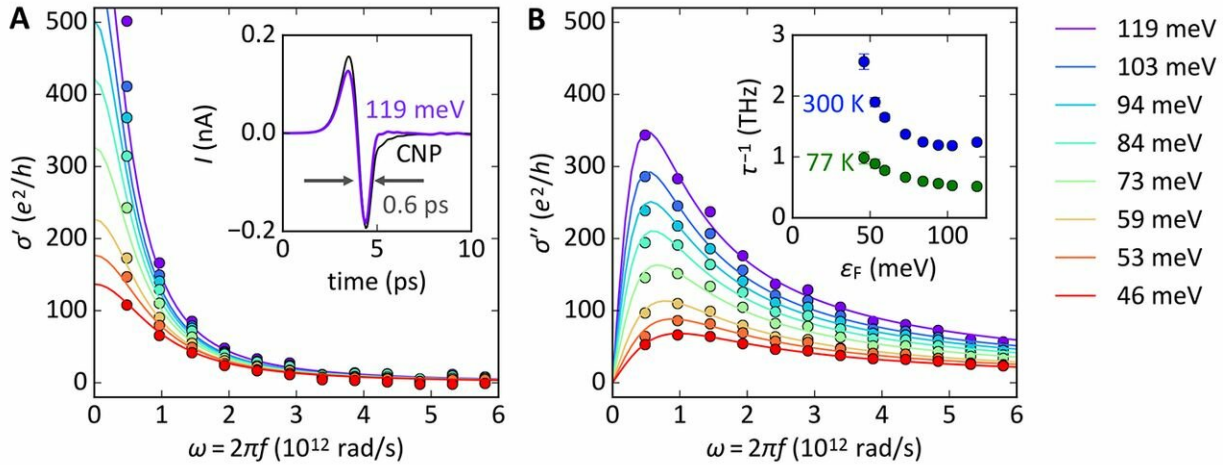 A
500
400
300
200
100
0
σ′ (e²/h)
0 1 2 3 4 5 6
ω = 2πf (10¹² rad/s)
0.2
0.0
−0.2
I (nA)
119 meV
CNP
0.6 ps
0 5 10
time (ps)
B
500
400
300
200
100
0
σ″ (e²/h)
0 1 2 3 4 5 6
ω = 2πf (10¹² rad/s)
3
2
1
0
τ⁻¹ (THz)
300 K
77 K
0 50 100
εF (meV)
119 meV
103 meV
94 meV
84 meV
73 meV
59 meV
53 meV
46 meV